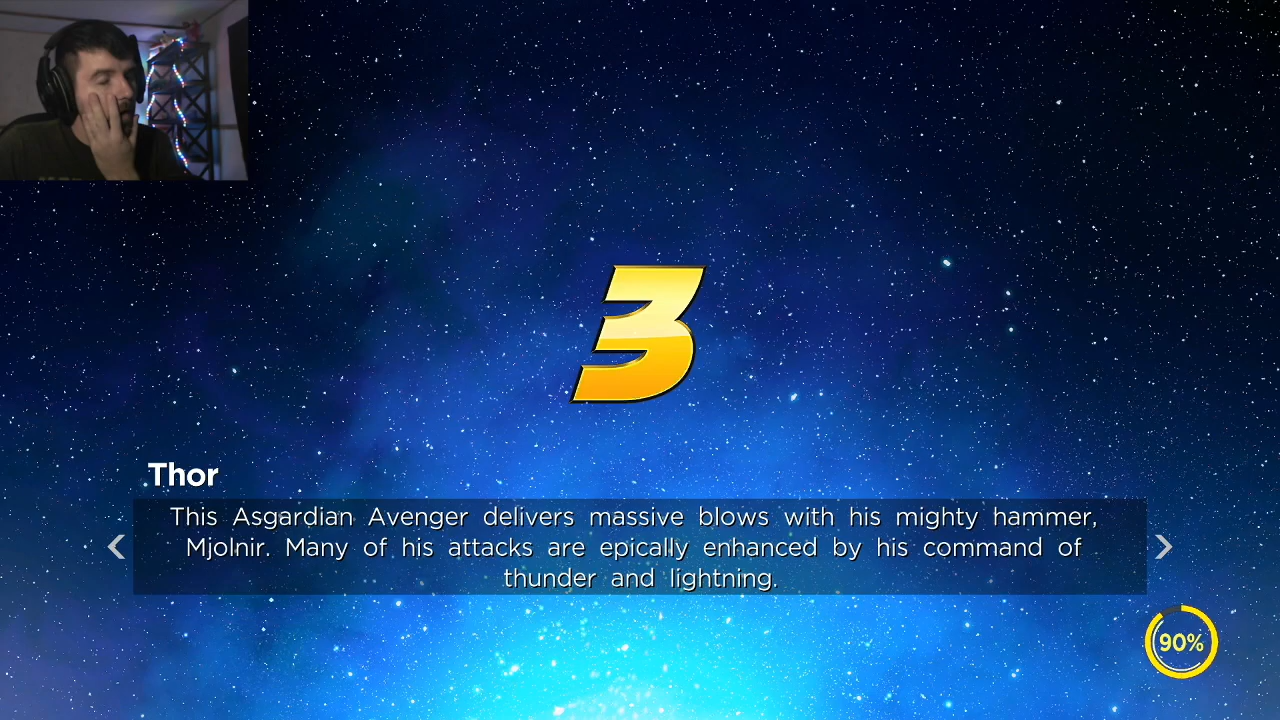 3
Thor
This Asgardian Avenger delivers massive blows with his mighty hammer,
Mjolnir. Many of his attacks are epically enhanced by his command of
thunder and lightning.
90%